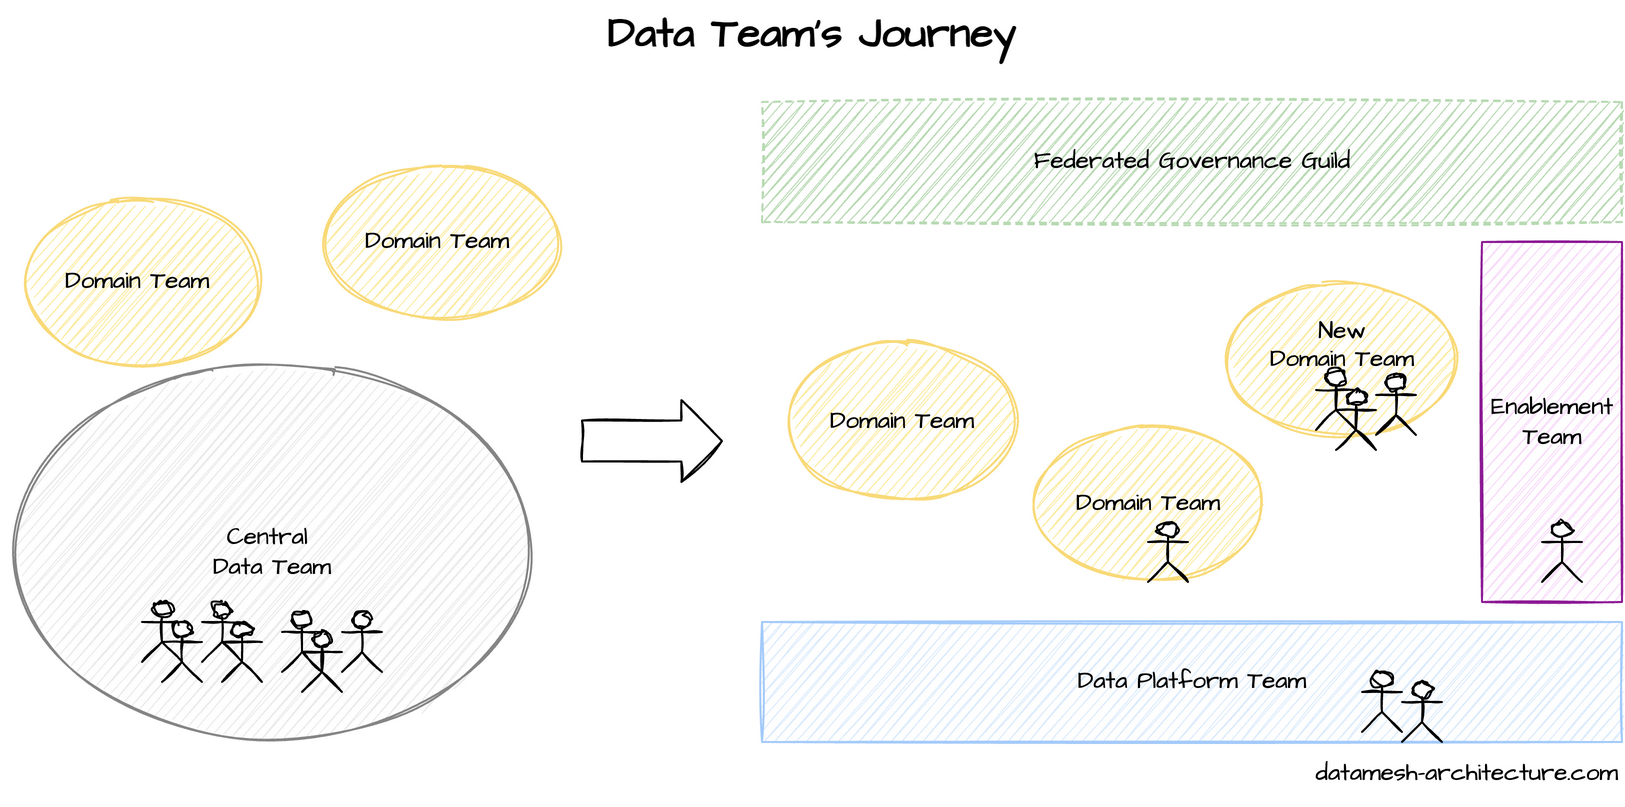 Data Team's Journey
Domain Team
Domain Team
Central
Data Team
Federated Governance Guild
Domain Team
Domain Team
New
Domain Team
Enablement
Team
Data Platform Team
datamesh-architecture.com